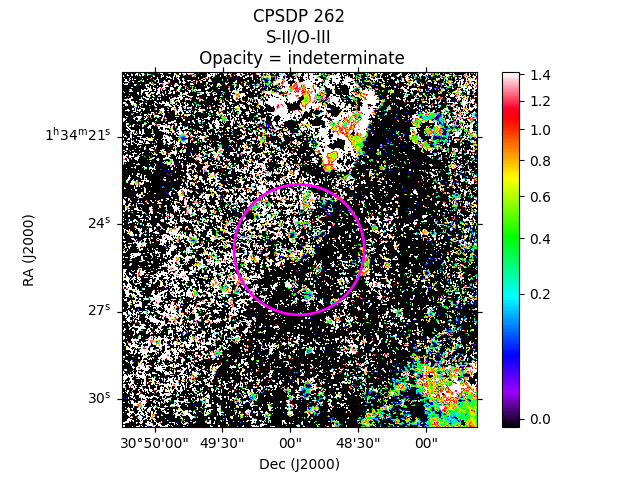 CPSDP 262
S-II/O-III
Opacity = indeterminate
1.4
1.2
1.0
0.8
0.6
0.4
0.2
0.0
1ʰ34ᵐ21ˢ
24ˢ
27ˢ
30ˢ
RA (J2000)
30°50'00" 49'30" 00" 48'30" 00"
Dec (J2000)